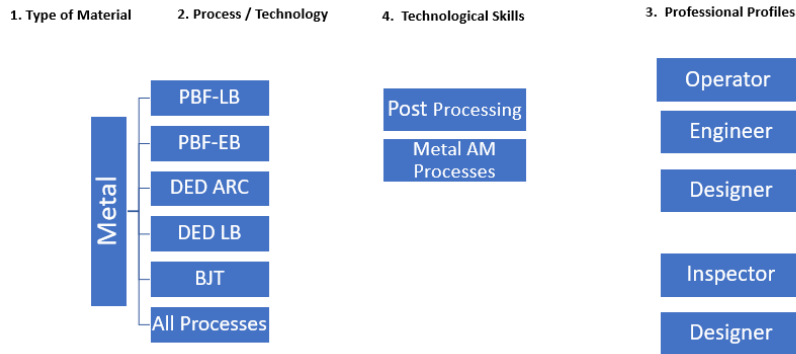 1. Type of Material
2. Process / Technology
4. Technological Skills
3. Professional Profiles
Metal
PBF-LB
PBF-EB
DED ARC
DED LB
BJT
All Processes
Post Processing
Metal AM
Processes
Operator
Engineer
Designer
Inspector
Designer